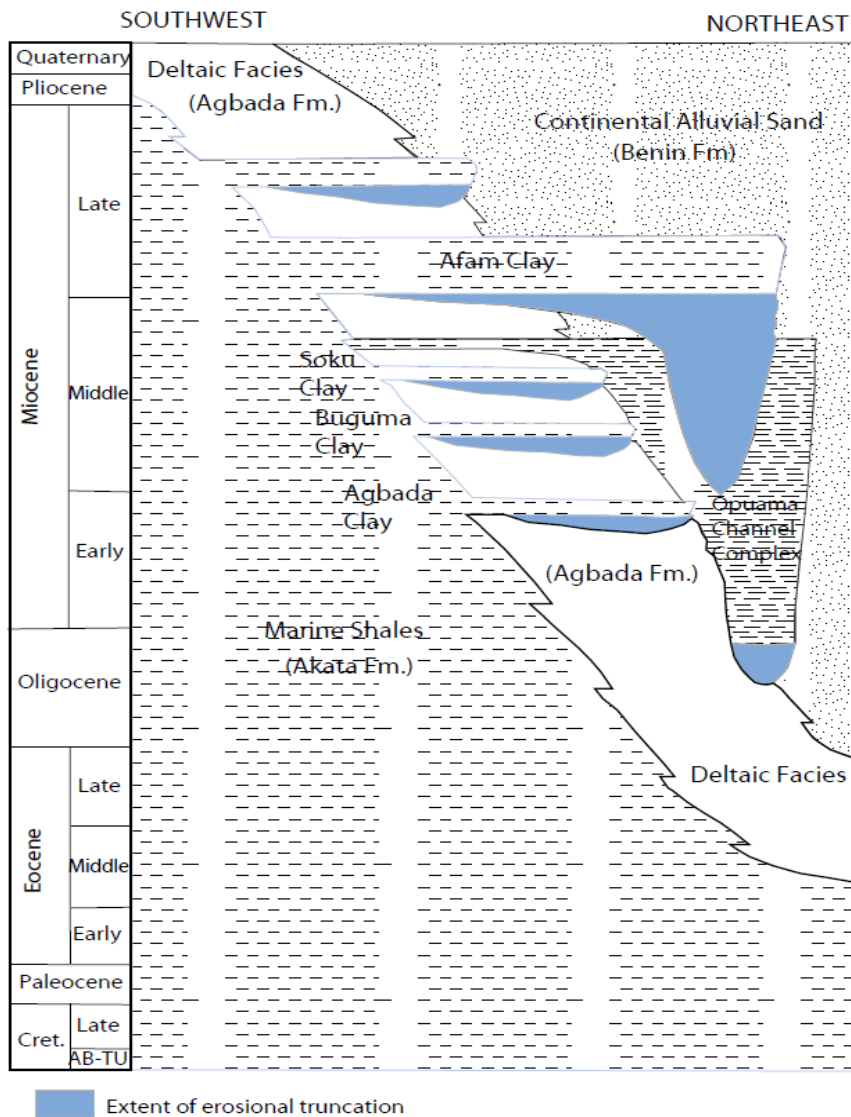 SOUTHWEST
NORTHEAST
Quaternary
Pliocene
Miocene
Late
Middle
Early
Oligocene
Eocene
Late
Middle
Early
Paleocene
Cret.
Late
AB-TU
Deltaic Facies
(Agbada Fm.)
Continental Alluvial Sand
(Benin Fm)
Afam Clay
Soku
Clay
Buguma
Clay
Agbada
Clay
Opuama
Channel
Complex
(Agbada Fm.)
Marine Shales
(Akata Fm.)
Deltaic Facies
Extent of erosional truncation